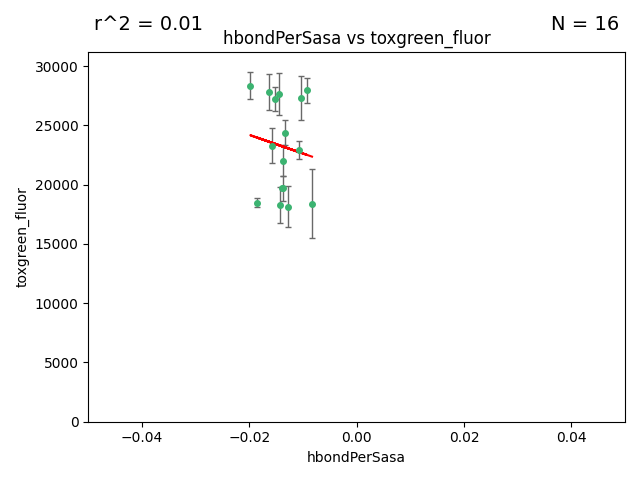 r^2 = 0.01
N = 16
hbondPerSasa vs toxgreen_fluor
30000
25000
20000
15000
10000
5000
0
toxgreen_fluor
−0.04
−0.02
0.00
0.02
0.04
hbondPerSasa